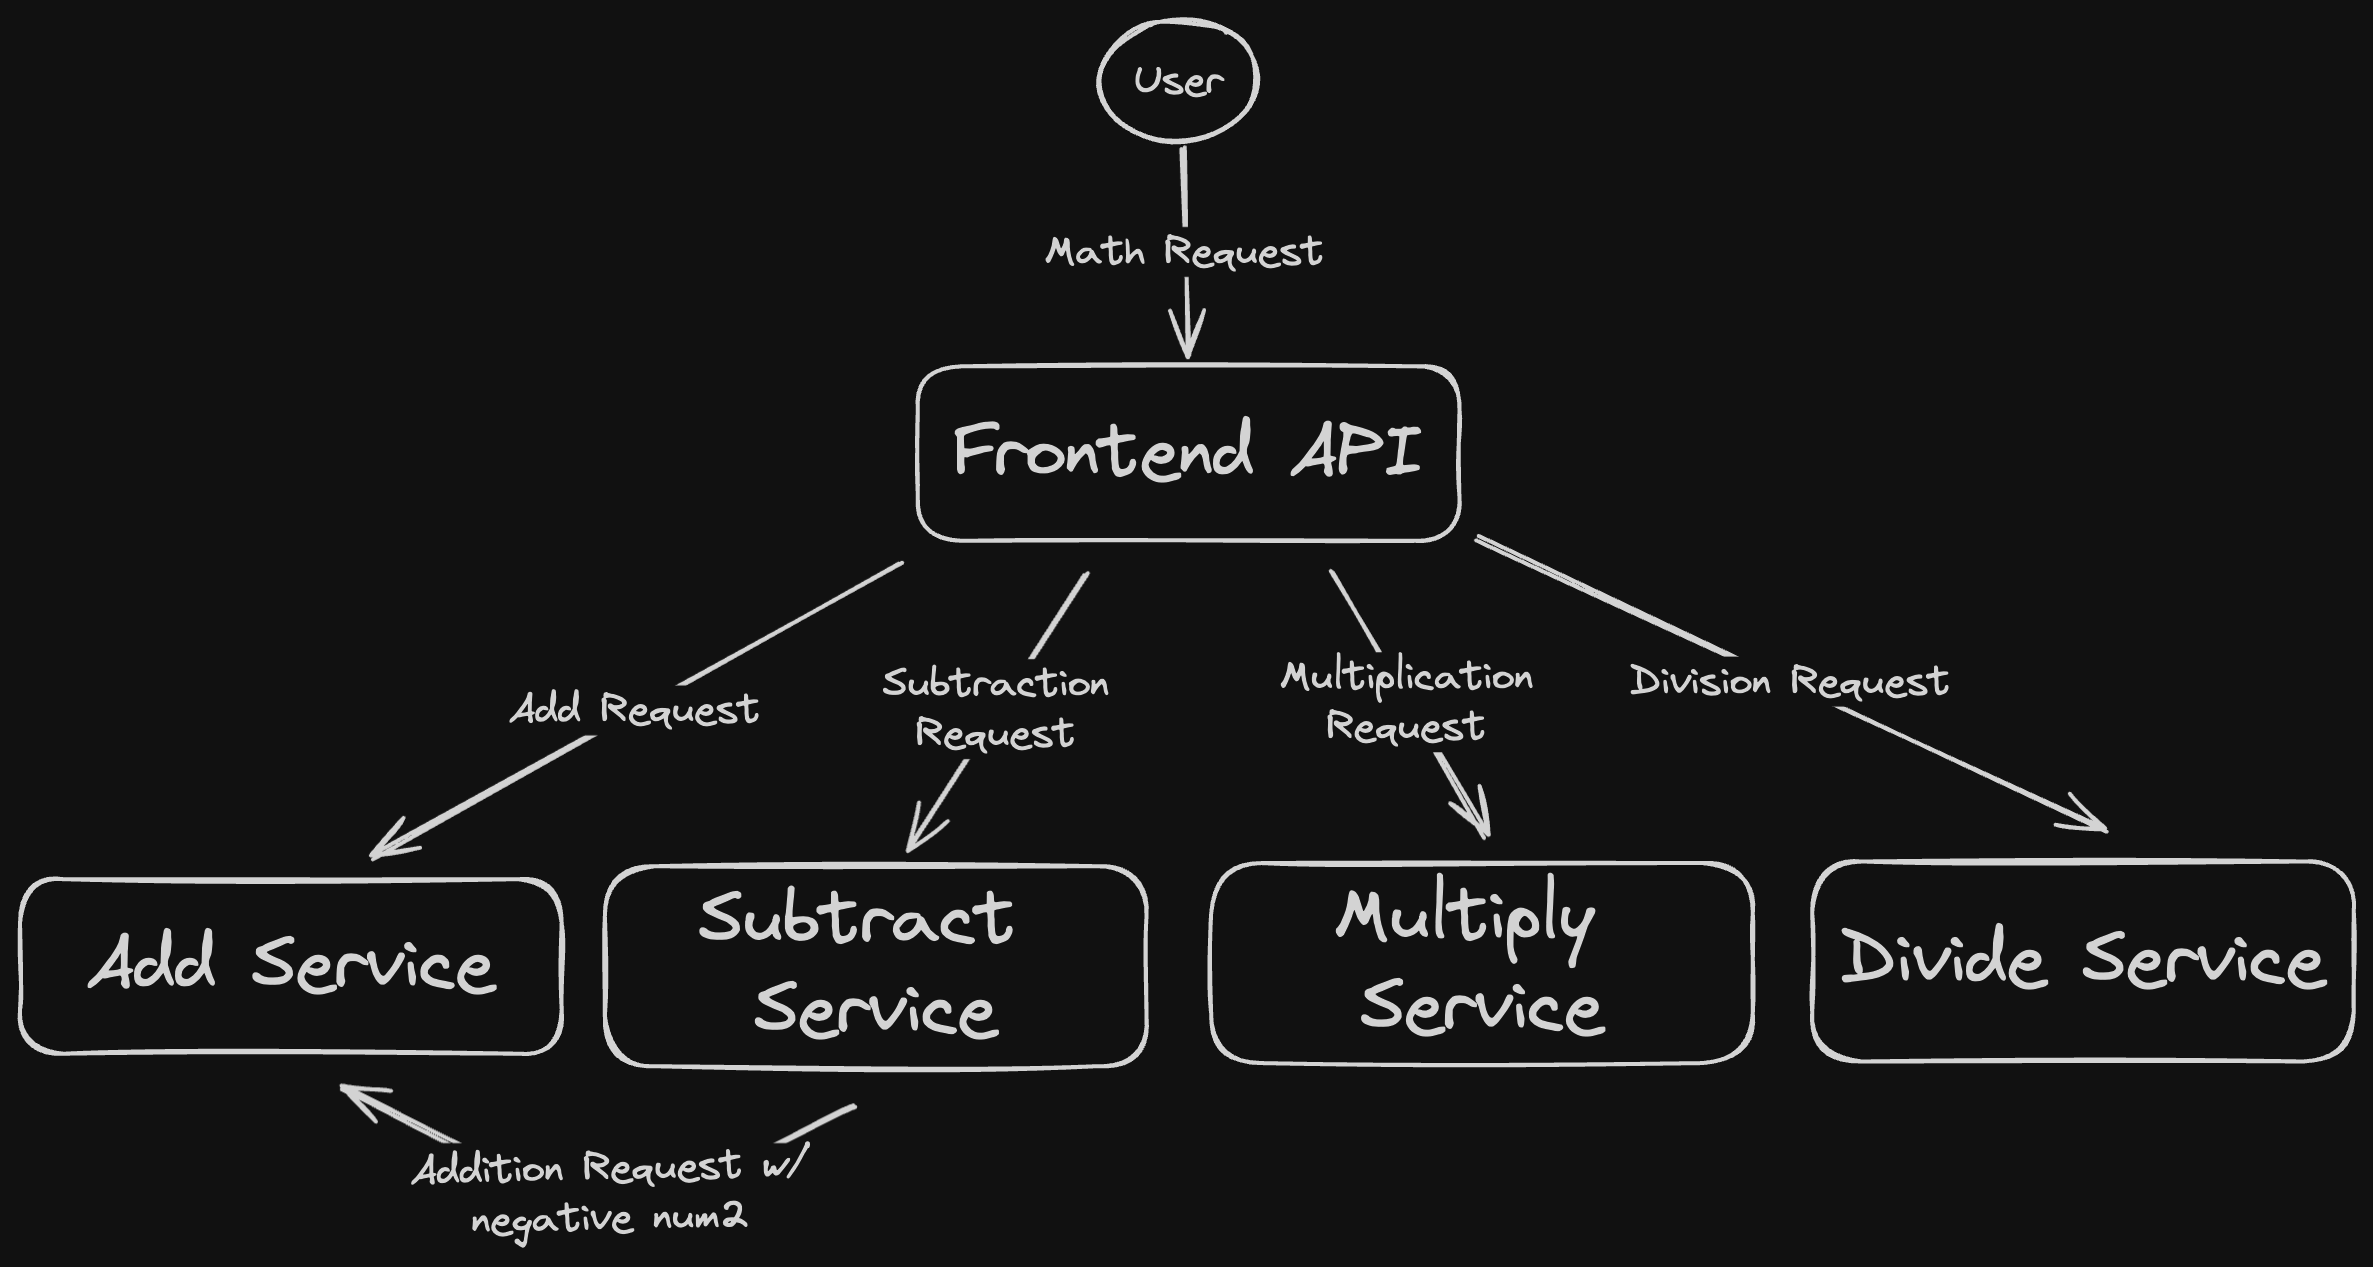 User
Math Request
Frontend API
Add Request
Subtraction
Request
Multiplication
Request
Division Request
Add Service
Subtract
Service
Multiply
Service
Divide Service
Addition Request w/
negative num2